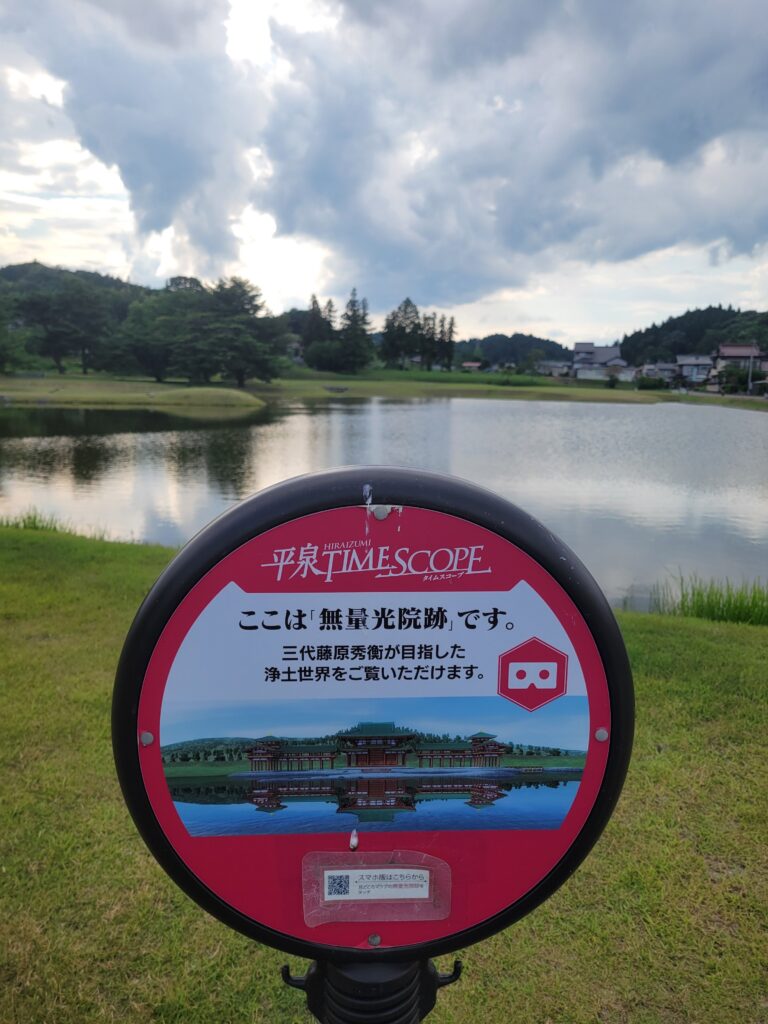 HIRAIZUMI
平泉TIMESCOPE
タイムスコープ
ここは「無量光院跡」です。
三代藤原秀衡が目指した
浄土世界をご覧いただけます。
スマホ版はこちらから